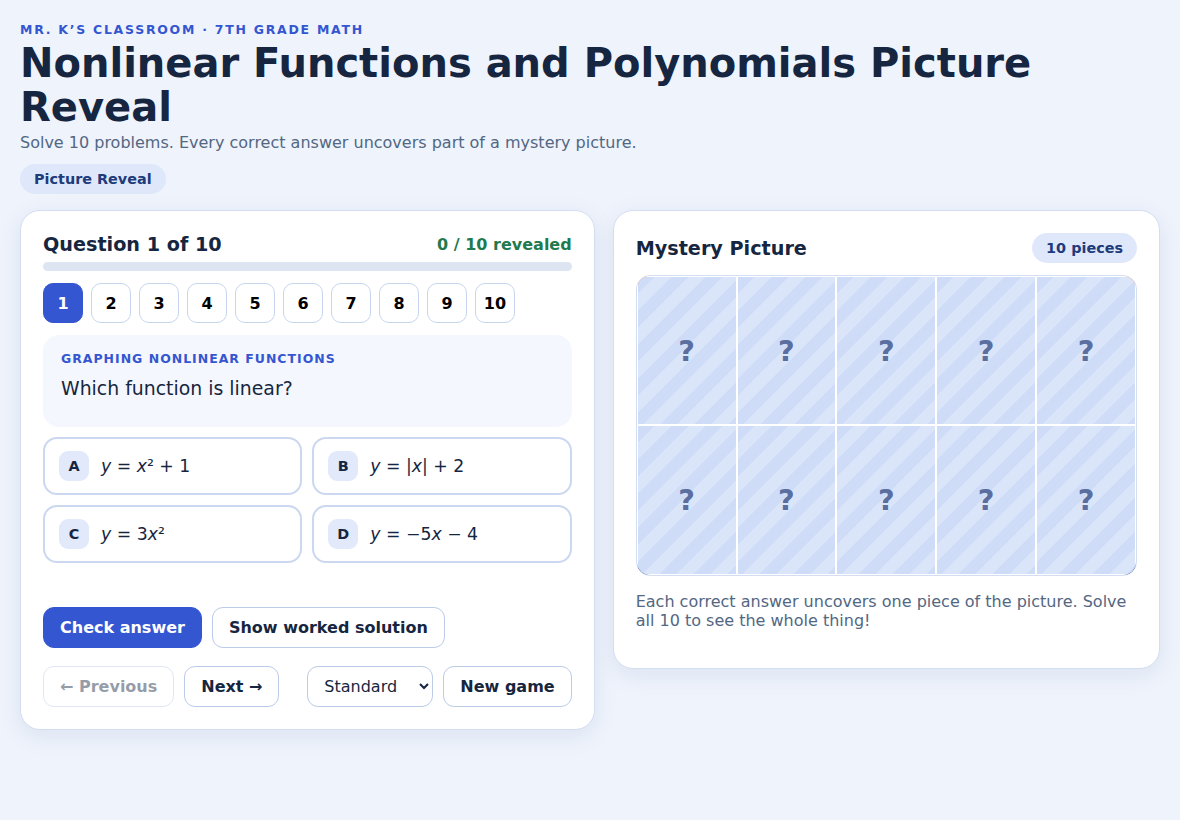 MR. K’S CLASSROOM · 7TH GRADE MATH
Nonlinear Functions and Polynomials Picture
Reveal
Solve 10 problems. Every correct answer uncovers part of a mystery picture.
Picture Reveal
Question 1 of 10
0 / 10 revealed
1 2 3 4 5 6 7 8 9 10
GRAPHING NONLINEAR FUNCTIONS
Which function is linear?
A y = x² + 1
B y = |x| + 2
C y = 3x²
D y = −5x − 4
Check answer
Show worked solution
← Previous
Next →
Standard
New game
Mystery Picture
10 pieces
? ? ? ? ?
? ? ? ? ?
Each correct answer uncovers one piece of the picture. Solve
all 10 to see the whole thing!